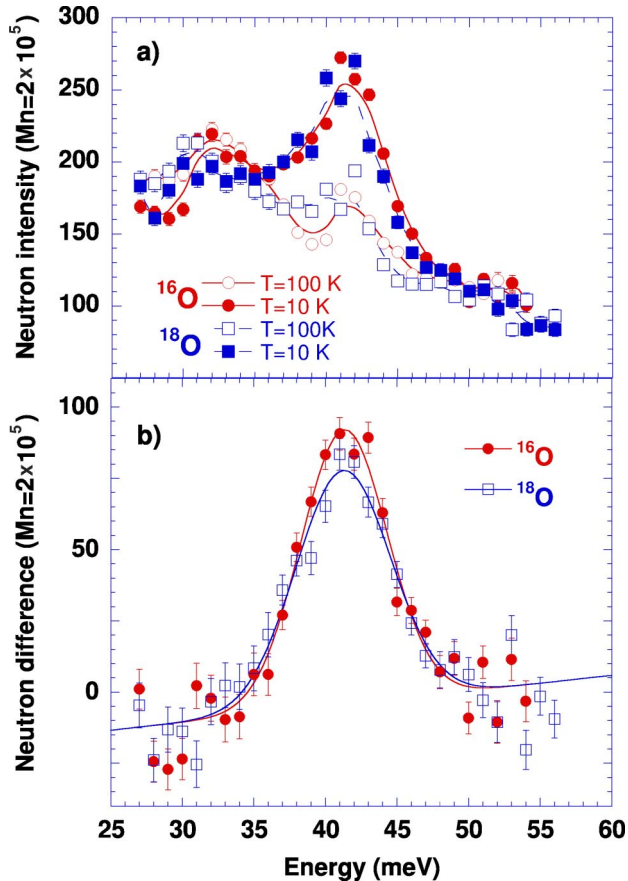 a)
Neutron intensity (Mn=2×10⁵)
300
250
200
150
100
¹⁶O
T=100 K
T=10 K
¹⁸O
T=100K
T=10 K
b)
Neutron difference (Mn=2×10⁵)
100
50
0
¹⁶O
¹⁸O
25 30 35 40 45 50 55 60
Energy (meV)